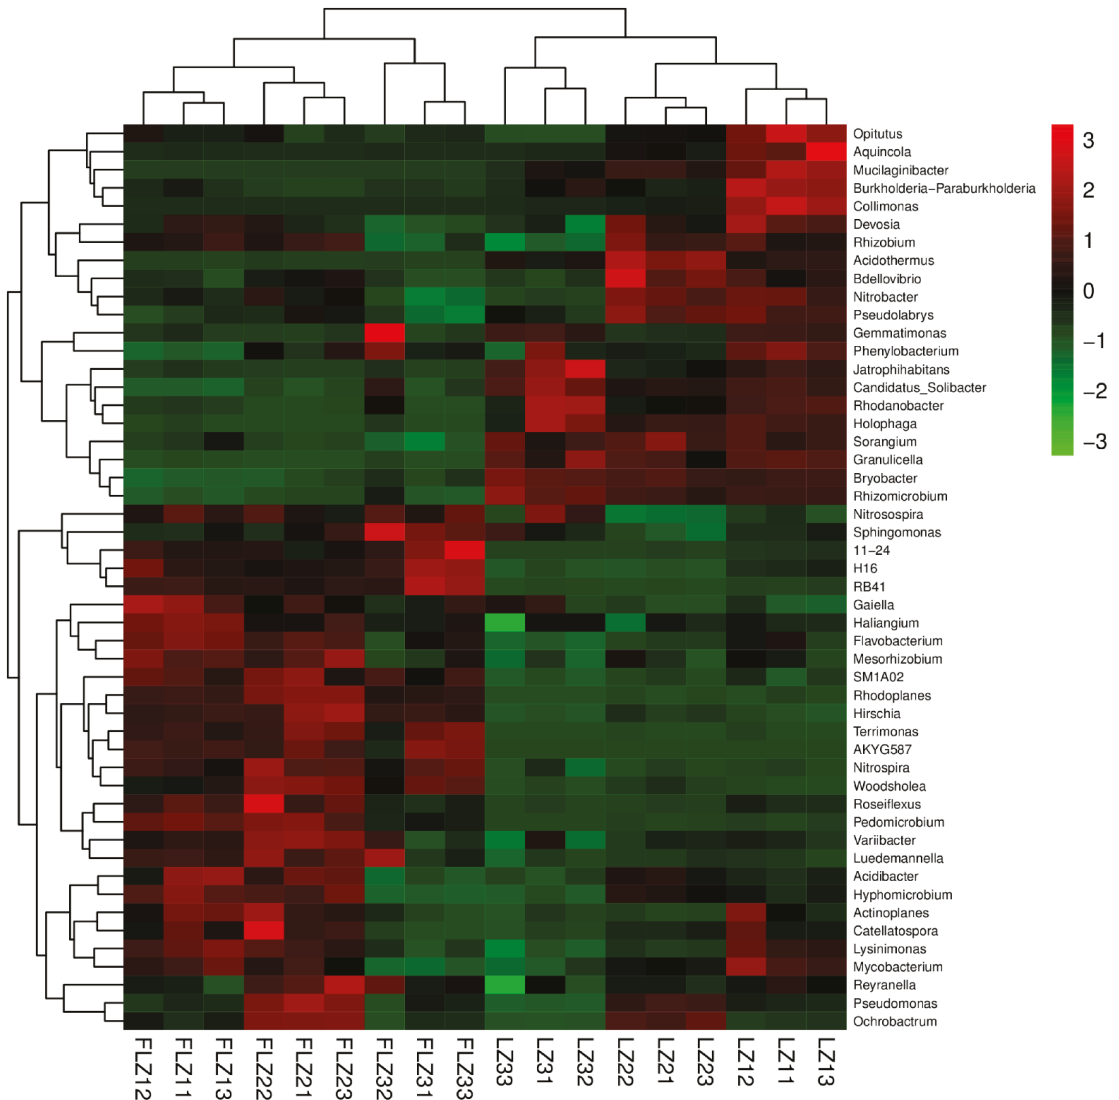 Opitutus
Aquincola
Mucilaginibacter
Burkholderia−Paraburkholderia
Collimonas
Devosia
Rhizobium
Acidothermus
Bdellovibrio
Nitrobacter
Pseudolabrys
Gemmatimonas
Phenylobacterium
Jatrophihabitans
Candidatus_Solibacter
Rhodanobacter
Holophaga
Sorangium
Granulicella
Bryobacter
Rhizomicrobium
Nitrosospira
Sphingomonas
11−24
H16
RB41
Gaiella
Haliangium
Flavobacterium
Mesorhizobium
SM1A02
Rhodoplanes
Hirschia
Terrimonas
AKYG587
Nitrospira
Woodsholea
Roseiflexus
Pedomicrobium
Variibacter
Luedemannella
Acidibacter
Hyphomicrobium
Actinoplanes
Catellatospora
Lysinimonas
Mycobacterium
Reyranella
Pseudomonas
Ochrobactrum
3
2
1
0
−1
−2
−3
FLZ12
FLZ11
FLZ13
FLZ22
FLZ21
FLZ23
FLZ32
FLZ31
FLZ33
LZ33
LZ31
LZ32
LZ22
LZ21
LZ23
LZ12
LZ11
LZ13